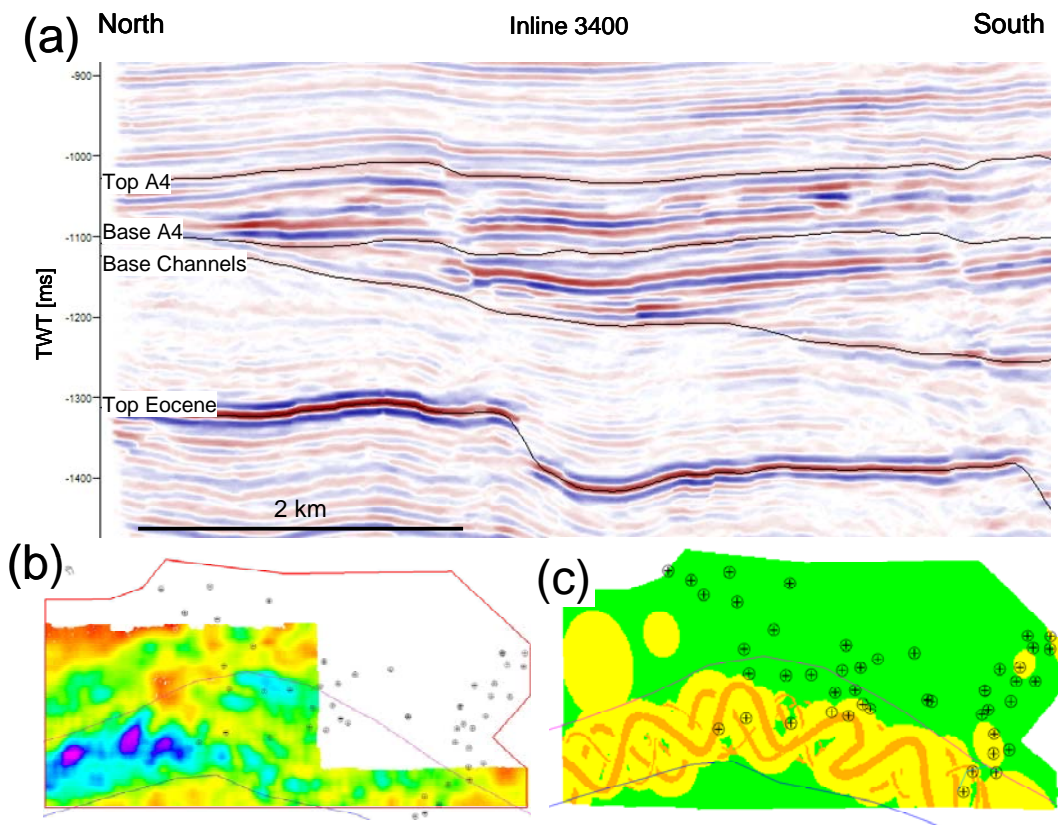 (a) North Inline 3400 South
-900
-1000
Top A4
Base A4
-1100
Base Channels
TWT [ms]
-1200
-1300
Top Eocene
-1400
2 km
(b) (c)